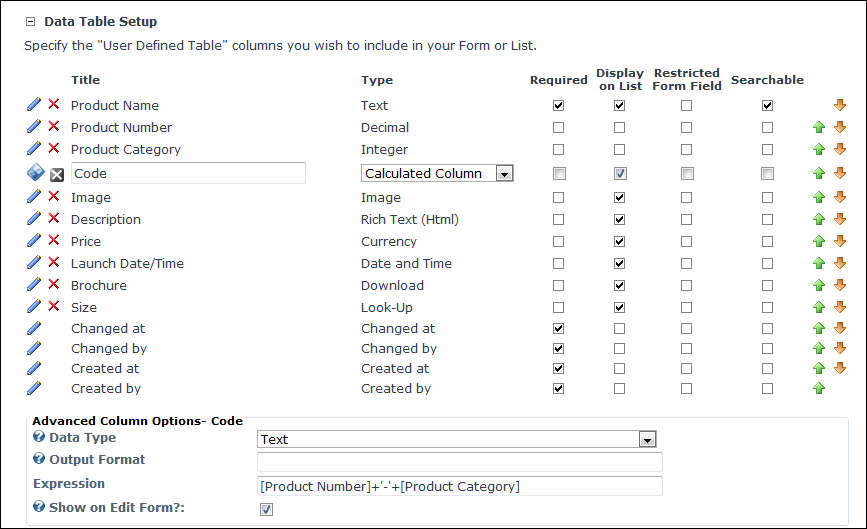 Data Table Setup
Specify the "User Defined Table" columns you wish to include in your Form or List.
Title Type Required Display on List Restricted Form Field Searchable
Product Name Text
Product Number Decimal
Product Category Integer
Code Calculated Column
Image Image
Description Rich Text (Html)
Price Currency
Launch Date/Time Date and Time
Brochure Download
Size Look-Up
Changed at Changed at
Changed by Changed by
Created at Created at
Created by Created by
Advanced Column Options- Code
Data Type Text
Output Format
Expression [Product Number]+'-'+[Product Category]
Show on Edit Form?: